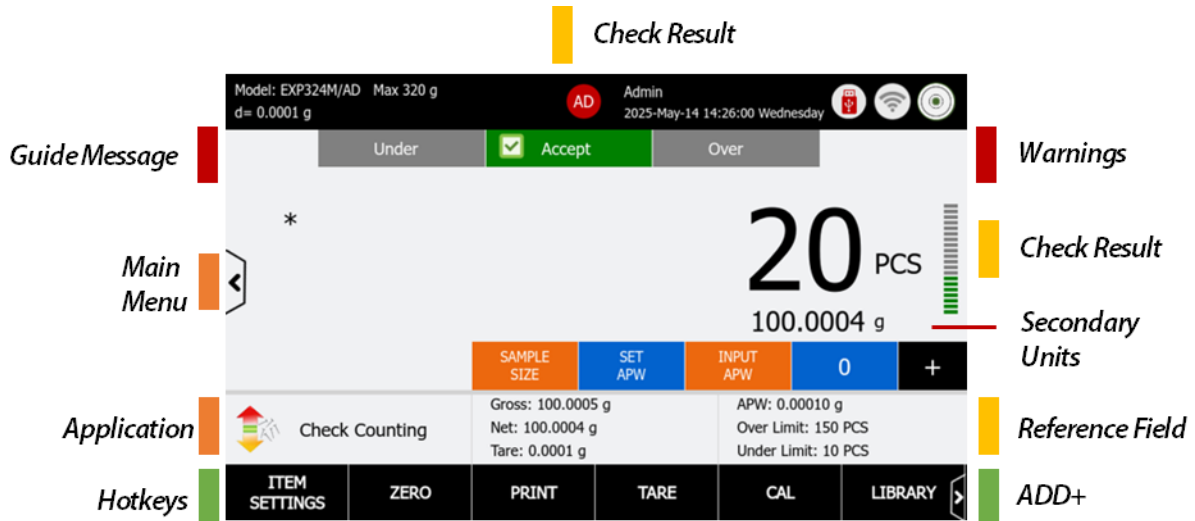 Check Result
Model: EXP324M/AD Max 320 g
d= 0.0001 g
AD
Admin
2025-May-14 14:26:00 Wednesday
Guide Message
Under
Accept
Over
Warnings
*
20 PCS
Check Result
Main
Menu
100.0004 g
Secondary
Units
SAMPLE
SIZE
SET
APW
INPUT
APW
0
+
Application
Check Counting
Gross: 100.0005 g
Net: 100.0004 g
Tare: 0.0001 g
APW: 0.00010 g
Over Limit: 150 PCS
Under Limit: 10 PCS
Reference Field
Hotkeys
ITEM
SETTINGS
ZERO
PRINT
TARE
CAL
LIBRARY
ADD+